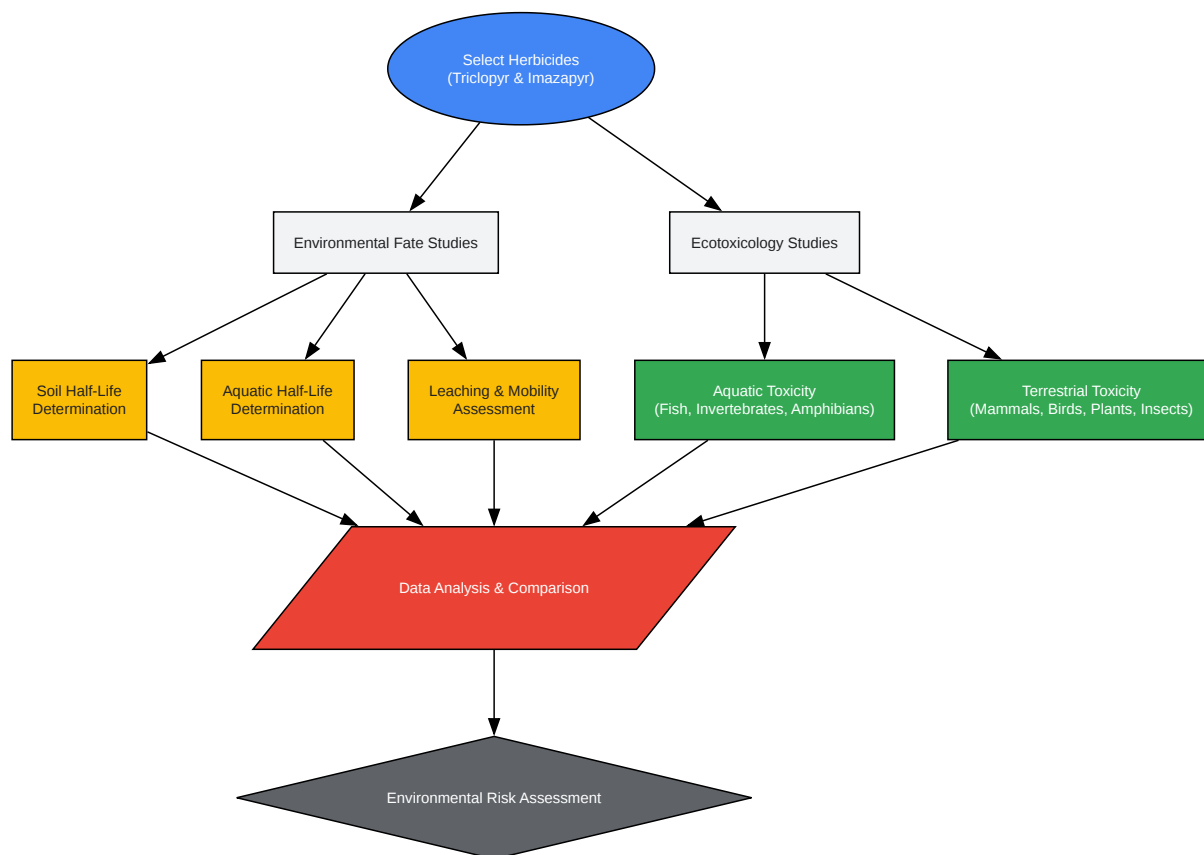 Select Herbicides
(Triclopyr & Imazapyr)
Environmental Fate Studies
Ecotoxicology Studies
Soil Half-Life
Determination
Aquatic Half-Life
Determination
Leaching & Mobility
Assessment
Aquatic Toxicity
(Fish, Invertebrates, Amphibians)
Terrestrial Toxicity
(Mammals, Birds, Plants, Insects)
Data Analysis & Comparison
Environmental Risk Assessment